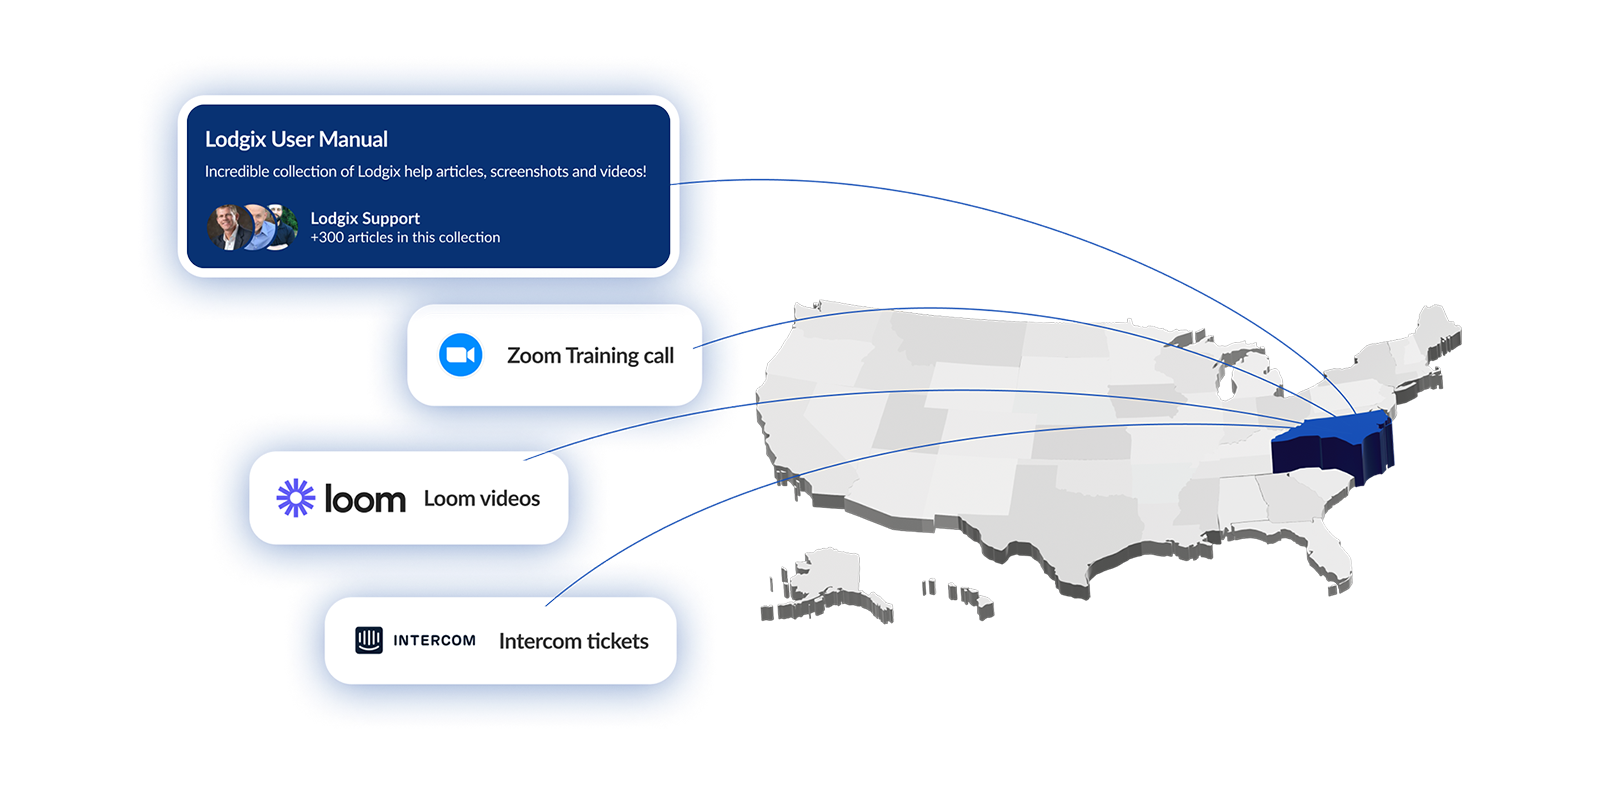 Lodgix User Manual
Incredible collection of Lodgix help articles, screenshots and videos!
Lodgix Support
+300 articles in this collection
Zoom Training call
loom Loom videos
INTERCOM Intercom tickets